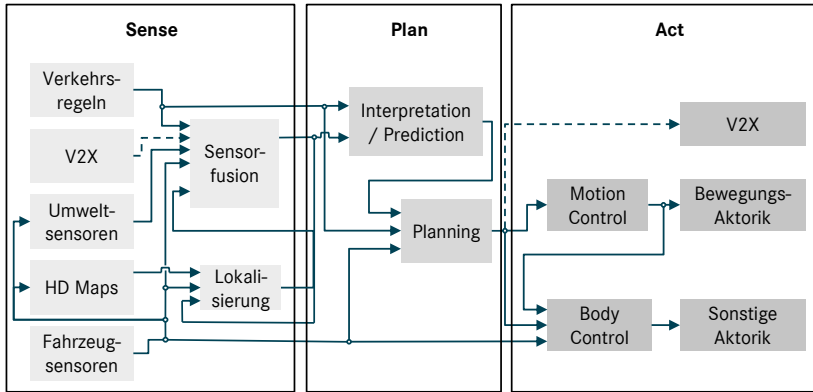 Sense
Plan
Act
Verkehrs-
regeln
V2X
Umwelt-
sensoren
HD Maps
Fahrzeug-
sensoren
Sensor-
fusion
Lokali-
sierung
Interpretation
/ Prediction
Planning
V2X
Motion
Control
Bewegungs-
Aktorik
Body
Control
Sonstige
Aktorik